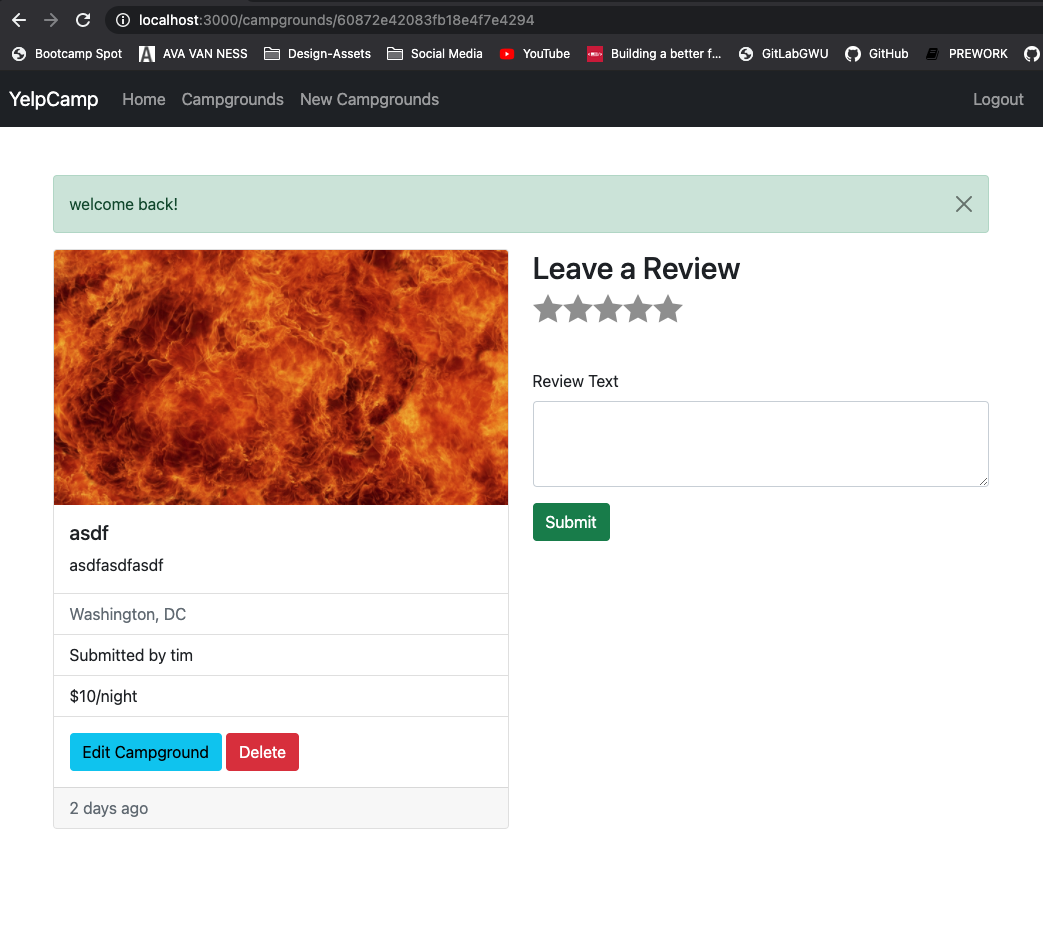 localhost:3000/campgrounds/60872e42083fb18e4f7e4294
Bootcamp Spot AVA VAN NESS Design-Assets Social Media YouTube Building a better f... GitLabGWU GitHub PREWORK
YelpCamp Home Campgrounds New Campgrounds Logout
welcome back!
Leave a Review
Review Text
Submit
asdf
asdfasdfasdf
Washington, DC
Submitted by tim
$10/night
Edit Campground Delete
2 days ago